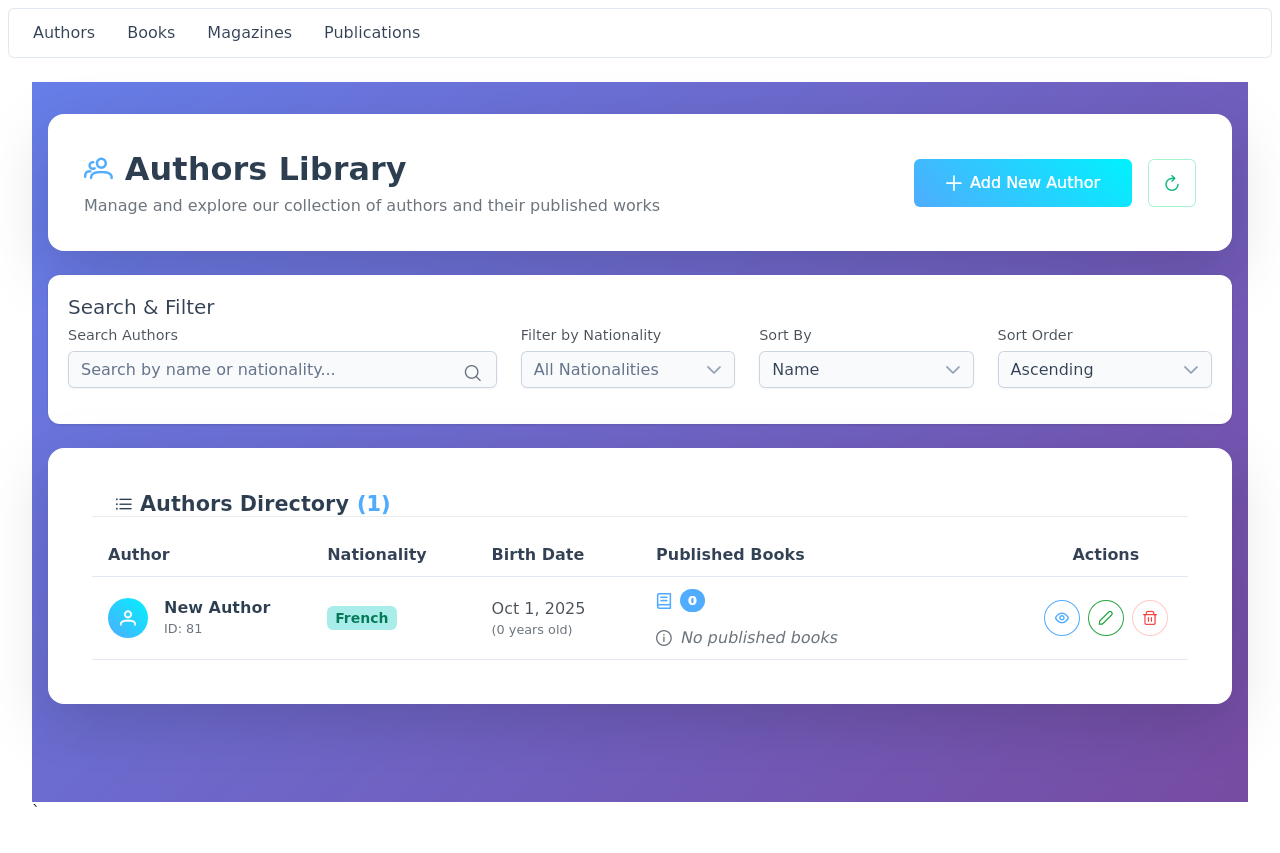 Authors Books Magazines Publications
Authors Library
Manage and explore our collection of authors and their published works
Add New Author
Search & Filter
Search Authors
Search by name or nationality...
Filter by Nationality
All Nationalities
Sort By
Name
Sort Order
Ascending
Authors Directory (1)
Author Nationality Birth Date Published Books Actions
New Author
ID: 81
French
Oct 1, 2025
(0 years old)
0
No published books
`